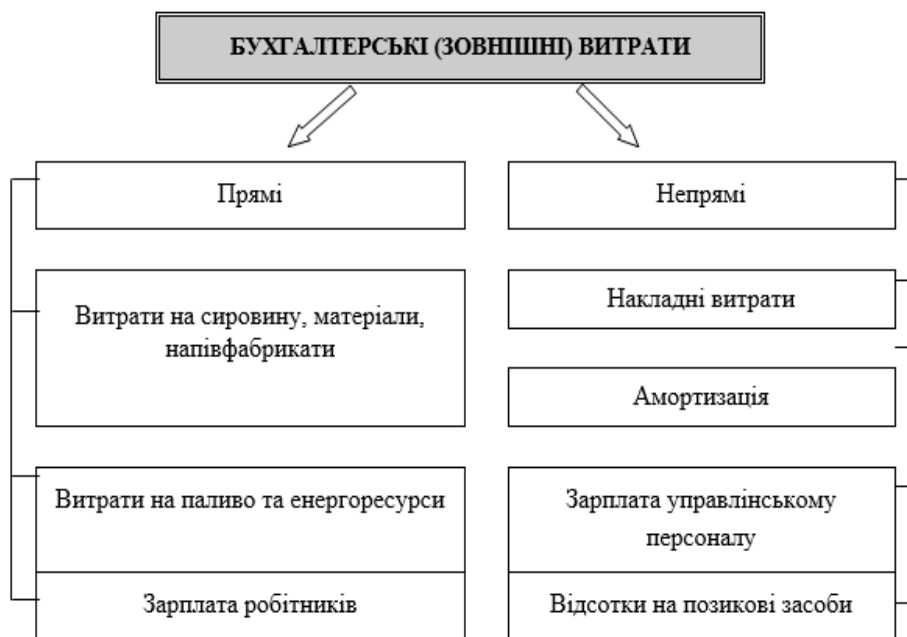 БУХГАЛТЕРСЬКІ (ЗОВНІШНІ) ВИТРАТИ
Прямі
Непрямі
Витрати на сировину, матеріали,
напівфабрикати
Накладні витрати
Амортизація
Витрати на паливо та енергоресурси
Зарплата управлінському
персоналу
Зарплата робітників
Відсотки на позикові засоби